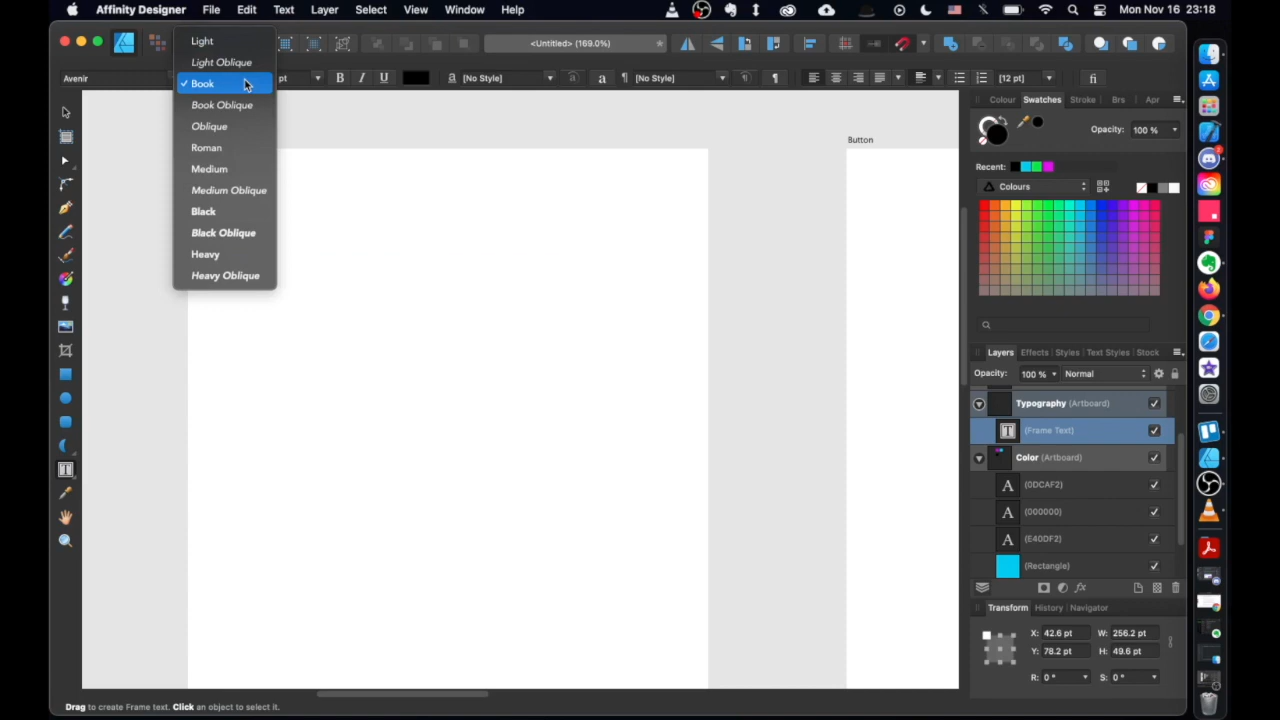 Affinity Designer File Edit Text Layer Select View Window Help Mon Nov 16 23:18
<Untitled> (169.0%)
Avenir
pt B I U a [No Style] a a ¶ [No Style] ¶ [12 pt] fi
Light
Light Oblique
✓ Book
Book Oblique
Oblique
Roman
Medium
Medium Oblique
Black
Black Oblique
Heavy
Heavy Oblique
Button
Colour Swatches Stroke Brs Apr
Opacity: 100 %
Recent:
Colours
Layers Effects Styles Text Styles Stock
Opacity: 100 % Normal
Typography (Artboard)
(Frame Text)
Color (Artboard)
(0DCAF2)
(000000)
(E40DF2)
(Rectangle)
Transform History Navigator
X: 42.6 pt W: 256.2 pt
Y: 78.2 pt H: 49.6 pt
R: 0 ° S: 0 °
Drag to create Frame text. Click an object to select it.